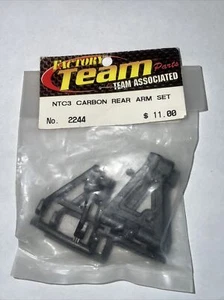 FACTORY
Team Parts
TEAM ASSOCIATED
NTC3 CARBON REAR ARM SET
No. 2244 $ 11.00